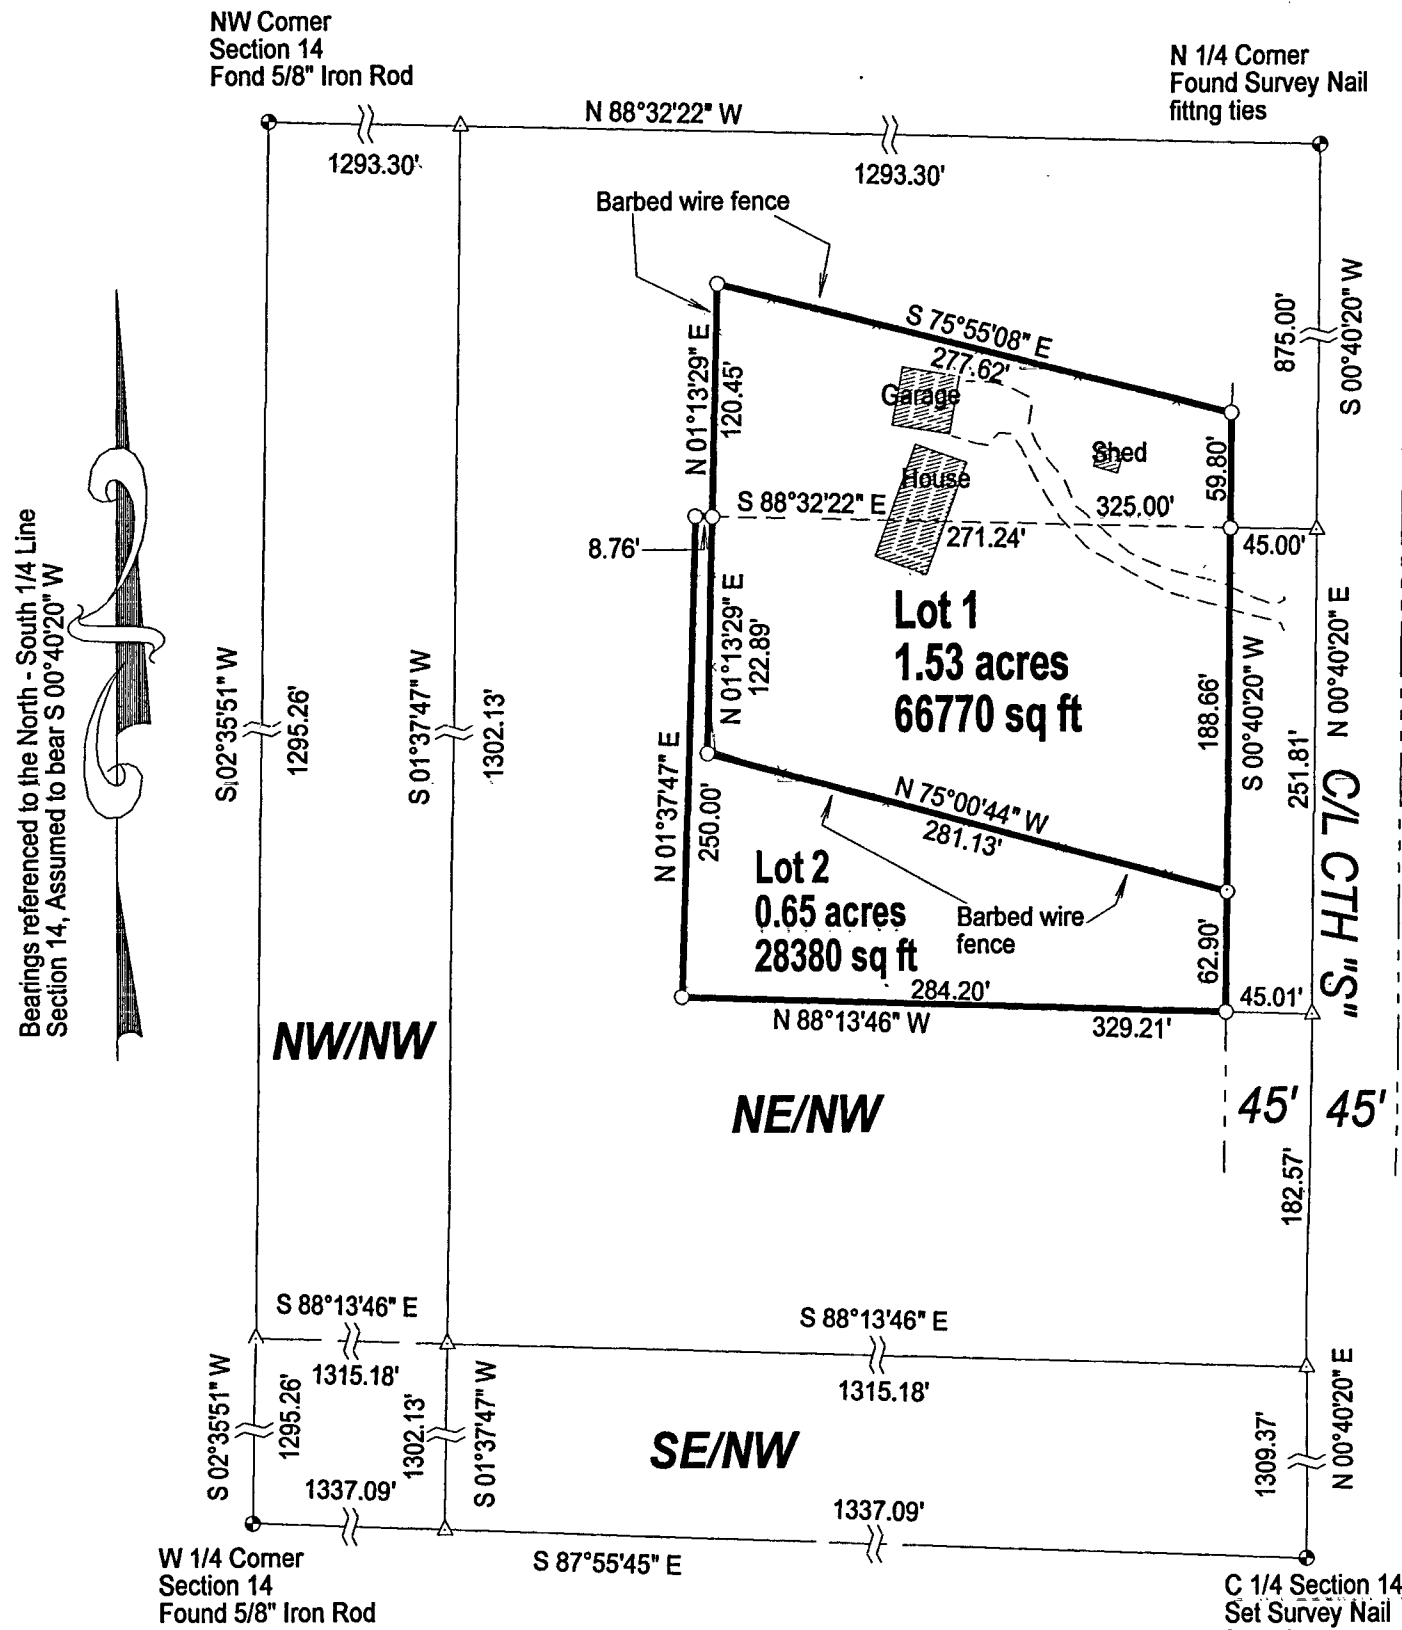 NW Corner
Section 14
Fond 5/8" Iron Rod
N 1/4 Corner
Found Survey Nail
fittng ties
N 88°32'22" W
1293.30'
1293.30'
Barbed wire fence
S 75°55'08" E
277.62'
875.00'
S 00°40'20" W
N 01°13'29" E
120.45'
Garage
Shed
House
59.80'
S 88°32'22" E
325.00'
271.24'
45.00'
8.76'
N 01°13'29" E
122.89'
Lot 1
1.53 acres
66770 sq ft
188.66'
S 00°40'20" W
N 00°40'20" E
251.81'
C/L CTH "S"
Bearings referenced to the North - South 1/4 Line
Section 14, Assumed to bear S 00°40'20" W
S 02°35'51" W
1295.26'
S 01°37'47" W
1302.13'
N 01°37'47" E
250.00'
N 75°00'44" W
281.13'
Lot 2
0.65 acres
28380 sq ft
Barbed wire
fence
62.90'
284.20'
45.01'
N 88°13'46" W
329.21'
NW/NW
NE/NW
45'
45'
182.57'
S 88°13'46" E
1315.18'
S 88°13'46" E
1315.18'
S 02°35'51" W
1295.26'
1302.13'
S 01°37'47" W
SE/NW
1309.37'
N 00°40'20" E
1337.09'
1337.09'
S 87°55'45" E
W 1/4 Corner
Section 14
Found 5/8" Iron Rod
C 1/4 Section 14
Set Survey Nail